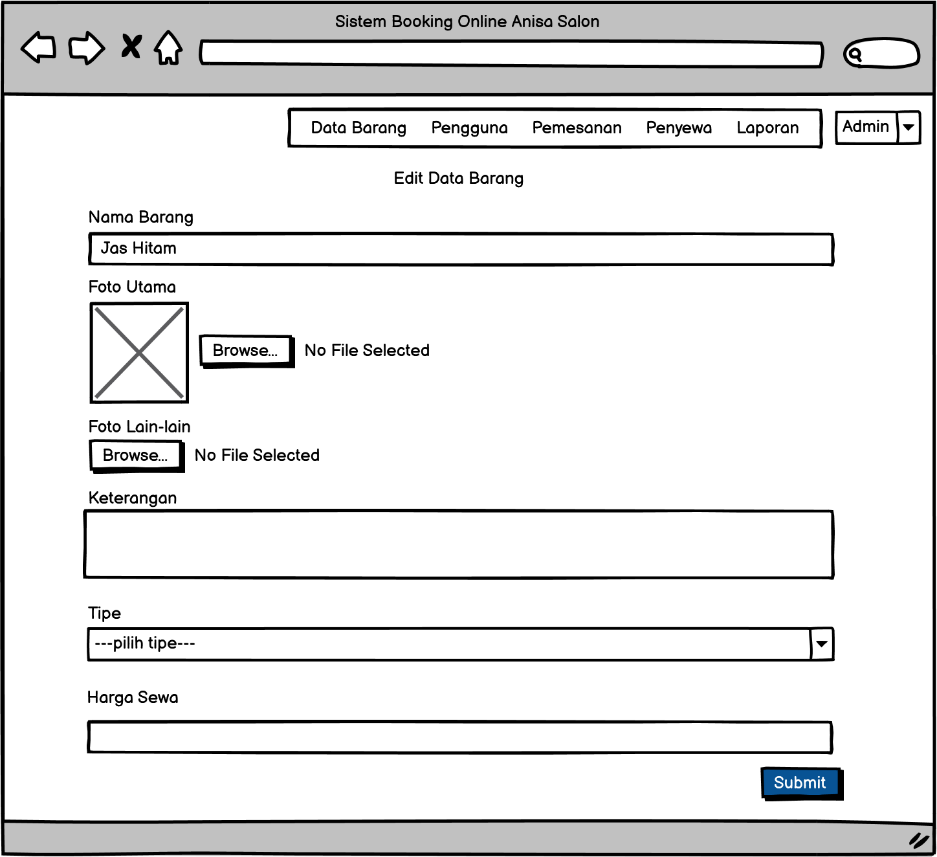 Sistem Booking Online Anisa Salon
Data Barang Pengguna Pemesanan Penyewa Laporan Admin
Edit Data Barang
Nama Barang
Jas Hitam
Foto Utama
Browse... No File Selected
Foto Lain-lain
Browse... No File Selected
Keterangan
Tipe
---pilih tipe---
Harga Sewa
Submit